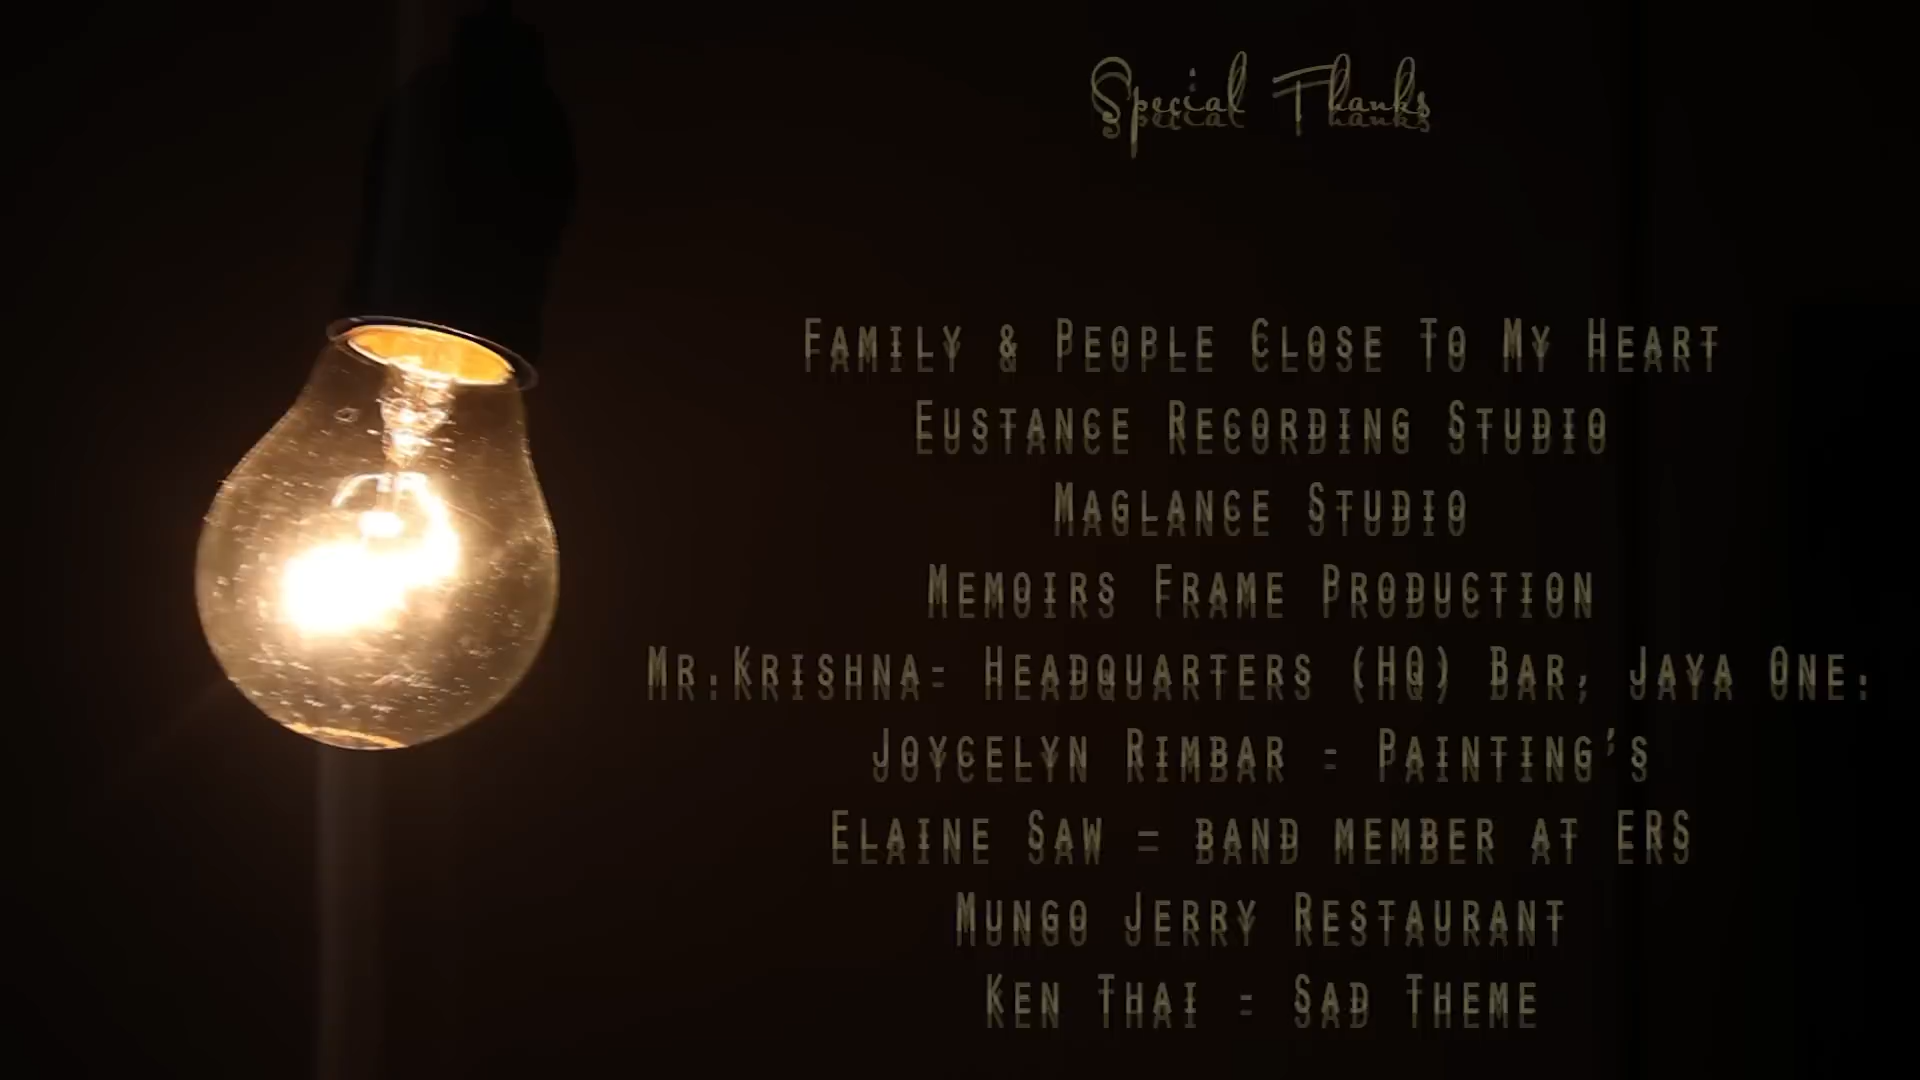 Special Thanks
Family & People Close To My Heart
Eustance Recording Studio
Maglance Studio
Memoirs Frame Production
Mr.Krishna- Headquarters (HQ) Bar, Jaya One.
Joycelyn Rimbar - Painting's
Elaine Saw - band member at ERS
Mungo Jerry Restaurant
Ken Thai - Sad Theme